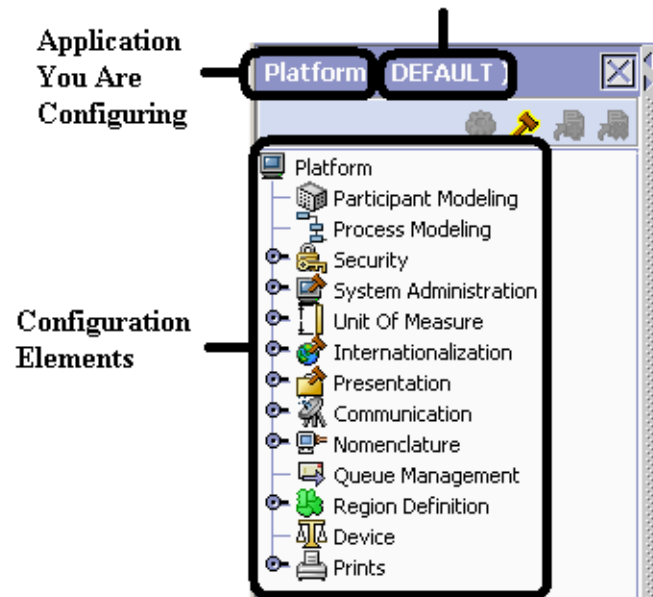 Application
You Are
Configuring
Platform DEFAULT )
Platform
Participant Modeling
Process Modeling
Security
System Administration
Unit Of Measure
Internationalization
Presentation
Communication
Nomenclature
Queue Management
Region Definition
Device
Prints
Configuration
Elements